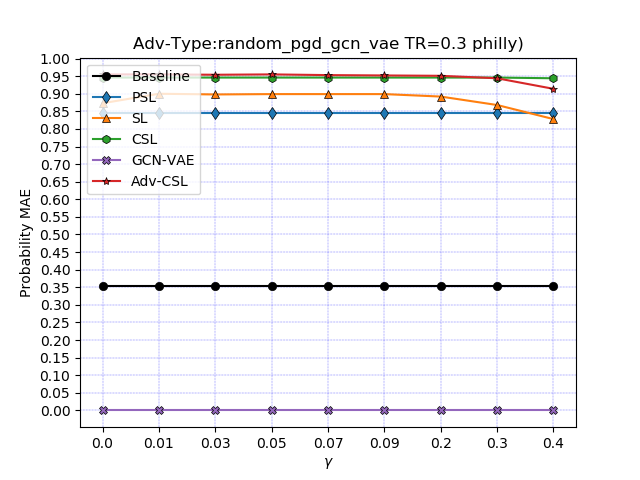 Adv-Type:random_pgd_gcn_vae TR=0.3 philly)
1.00
0.95
0.90
0.85
0.80
0.75
0.70
0.65
0.60
0.55
0.50
0.45
0.40
0.35
0.30
0.25
0.20
0.15
0.10
0.05
0.00
Probability MAE
Baseline
PSL
SL
CSL
GCN-VAE
Adv-CSL
0.0 0.01 0.03 0.05 0.07 0.09 0.2 0.3 0.4
γ